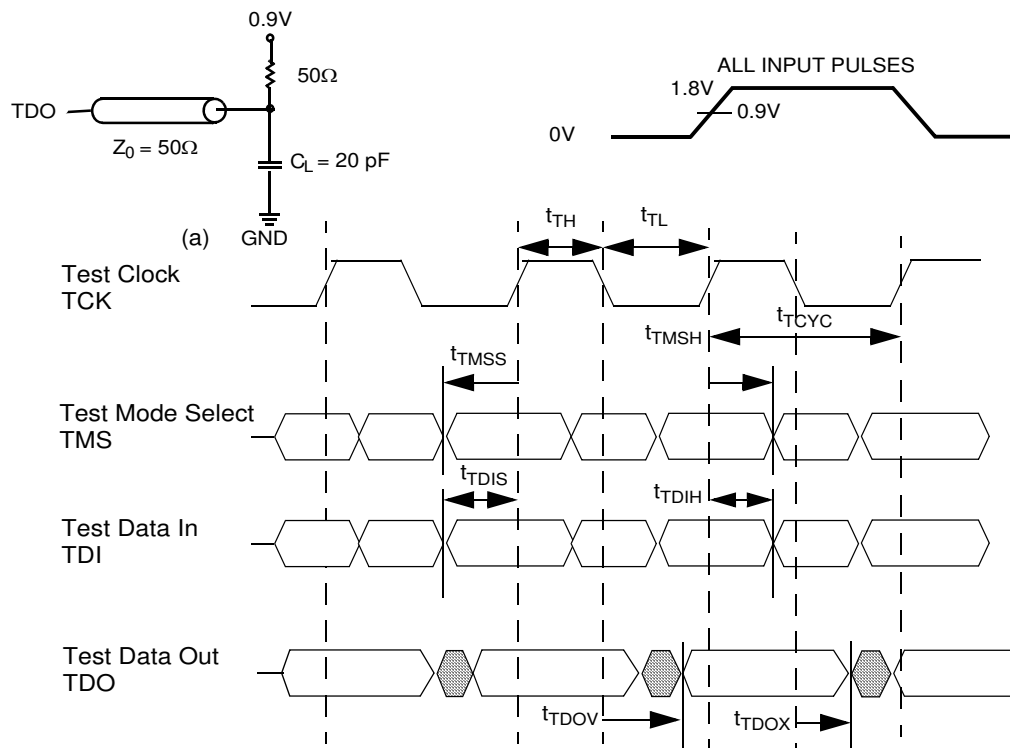 0.9V
50Ω
TDO
Z0 = 50Ω
CL = 20 pF
(a)
GND
ALL INPUT PULSES
1.8V
0.9V
0V
tTH
tTL
Test Clock
TCK
tTMSH
tTCYC
tTMSS
Test Mode Select
TMS
tTDIS
tTDIH
Test Data In
TDI
Test Data Out
TDO
tTDOV
tTDOX